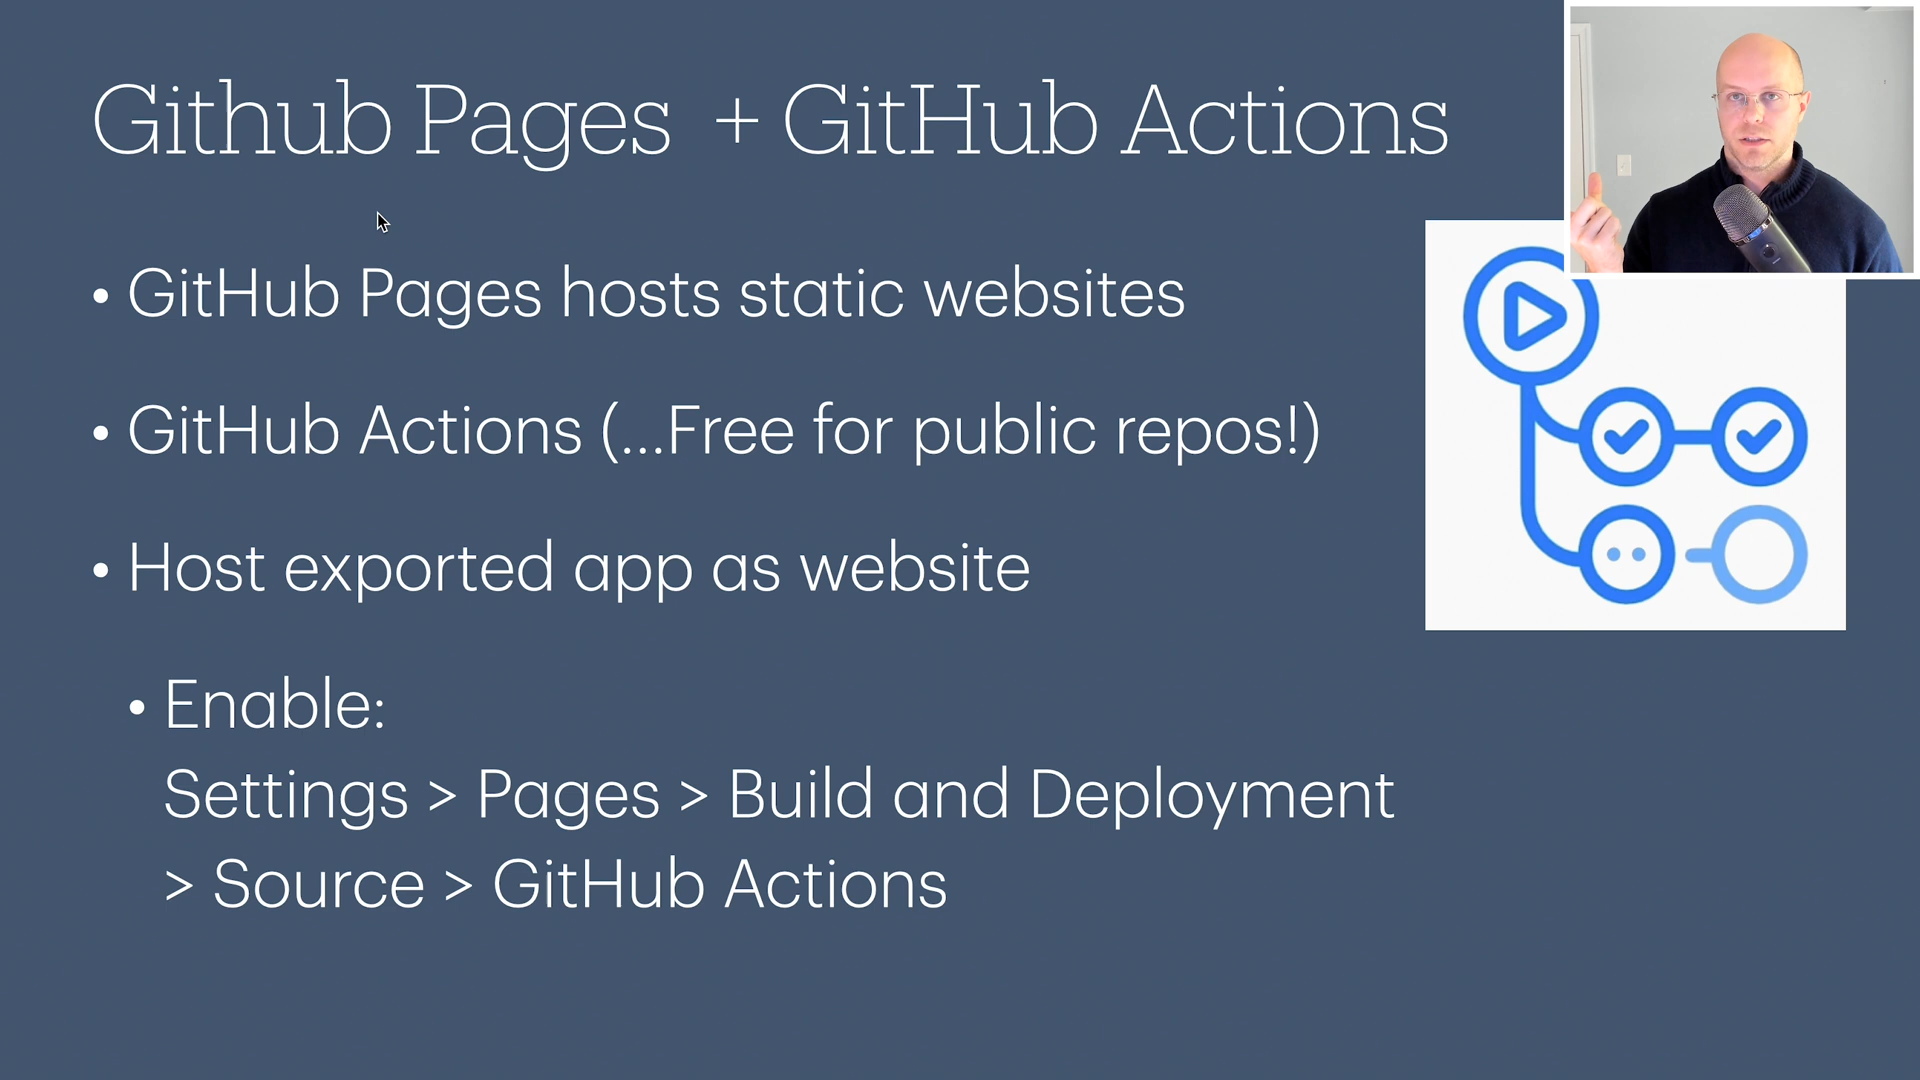 Github Pages + GitHub Actions
• GitHub Pages hosts static websites
• GitHub Actions (...Free for public repos!)
• Host exported app as website
• Enable:
Settings > Pages > Build and Deployment
> Source > GitHub Actions